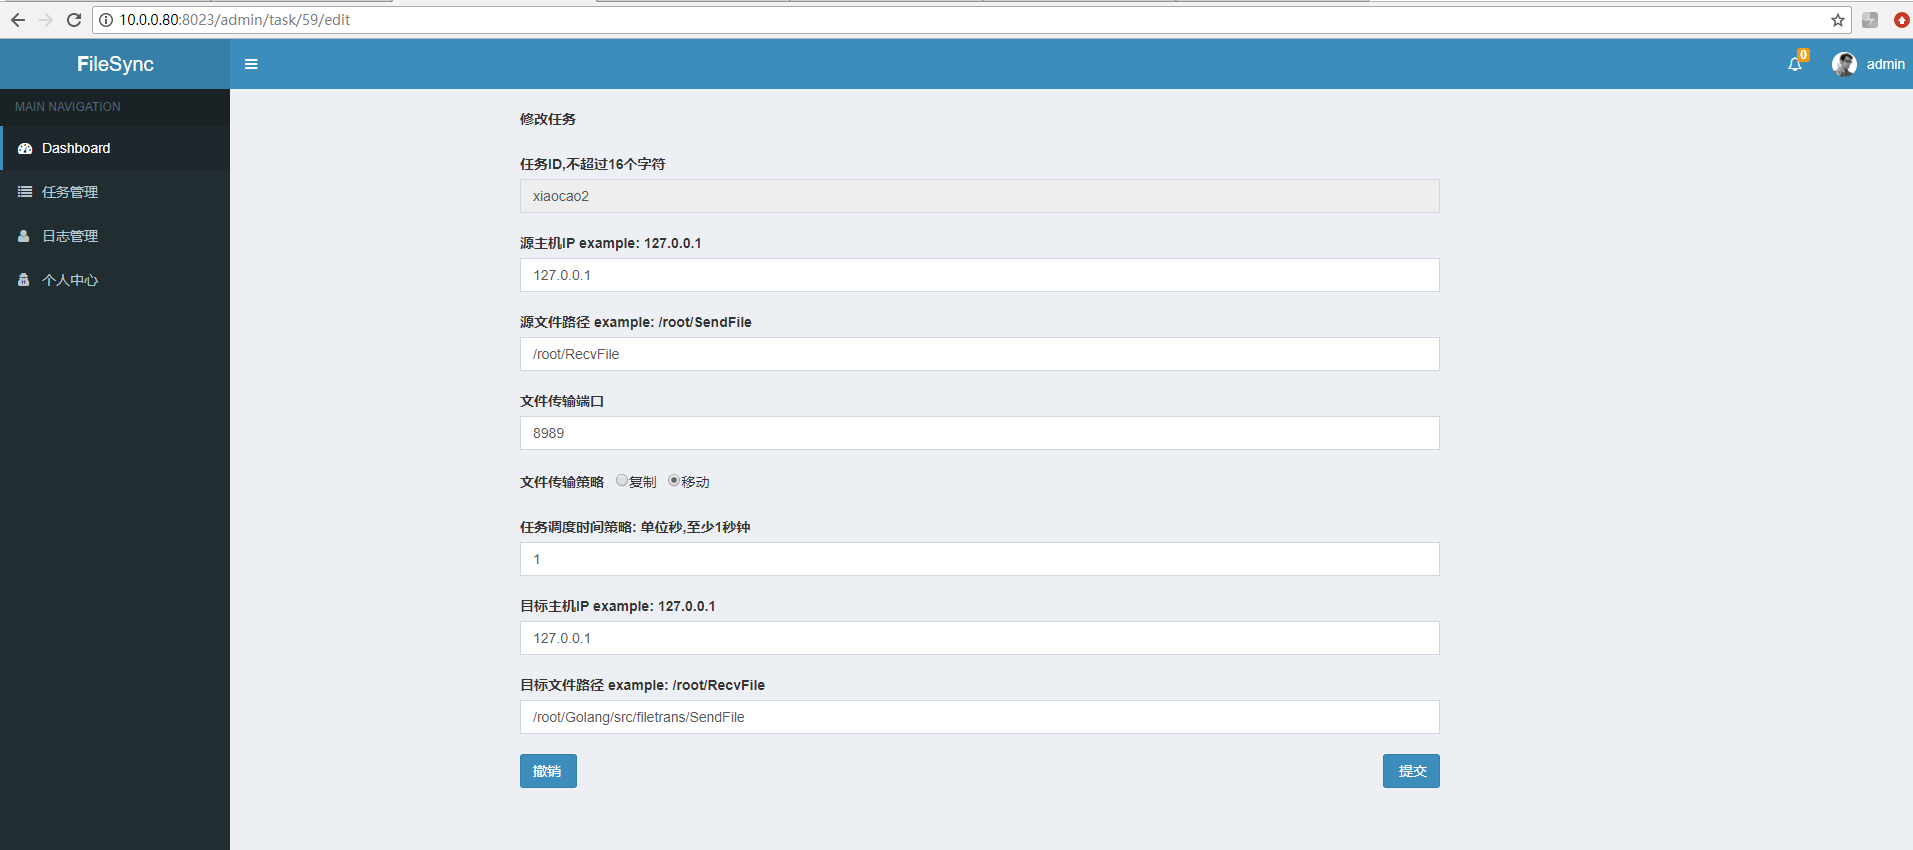 10.0.0.80:8023/admin/task/59/edit
FileSync
0
admin
MAIN NAVIGATION
Dashboard
任务管理
日志管理
个人中心
修改任务
任务ID,不超过16个字符
xiaocao2
源主机IP example: 127.0.0.1
127.0.0.1
源文件路径 example: /root/SendFile
/root/RecvFile
文件传输端口
8989
文件传输策略 复制 移动
任务调度时间策略: 单位秒,至少1秒钟
1
目标主机IP example: 127.0.0.1
127.0.0.1
目标文件路径 example: /root/RecvFile
/root/Golang/src/filetrans/SendFile
撤销 提交